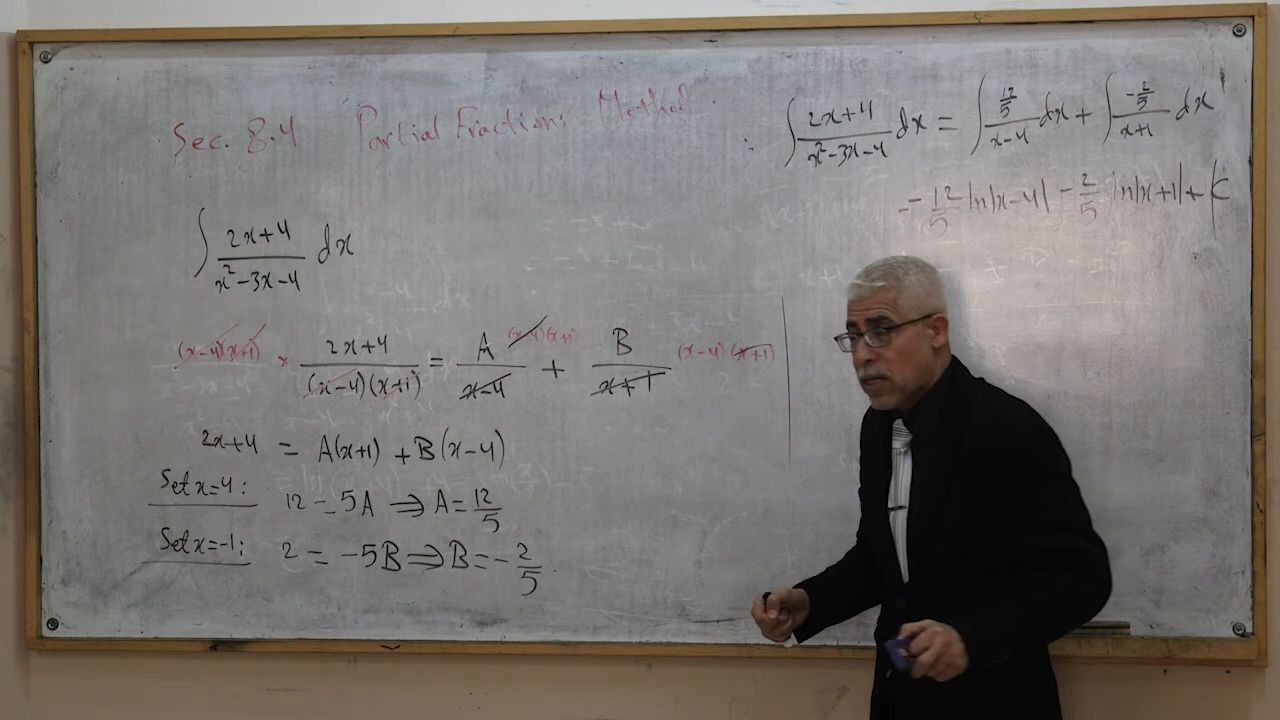 Sec. 8.4 Partial Fractions Method
∫ 2x+4 / x²-3x-4 dx
(x-4)(x+1) * 2x+4 / (x-4)(x+1) = A / x-4 (x-4)(x+1) + B / x+1 (x-4)(x+1)
2x+4 = A(x+1) + B(x-4)
Set x=4: 12 = 5A ⇒ A = 12/5
Set x=-1: 2 = -5B ⇒ B = -2/5
∴ ∫ 2x+4 / x²-3x-4 dx = ∫ 12/5 / x-4 dx + ∫ -2/5 / x+1 dx
= 12/5 ln|x-4| - 2/5 ln|x+1| + C